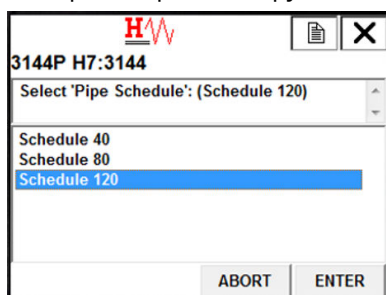 H
3144P H7:3144
Select 'Pipe Schedule': (Schedule 120)
Schedule 40
Schedule 80
Schedule 120
ABORT
ENTER